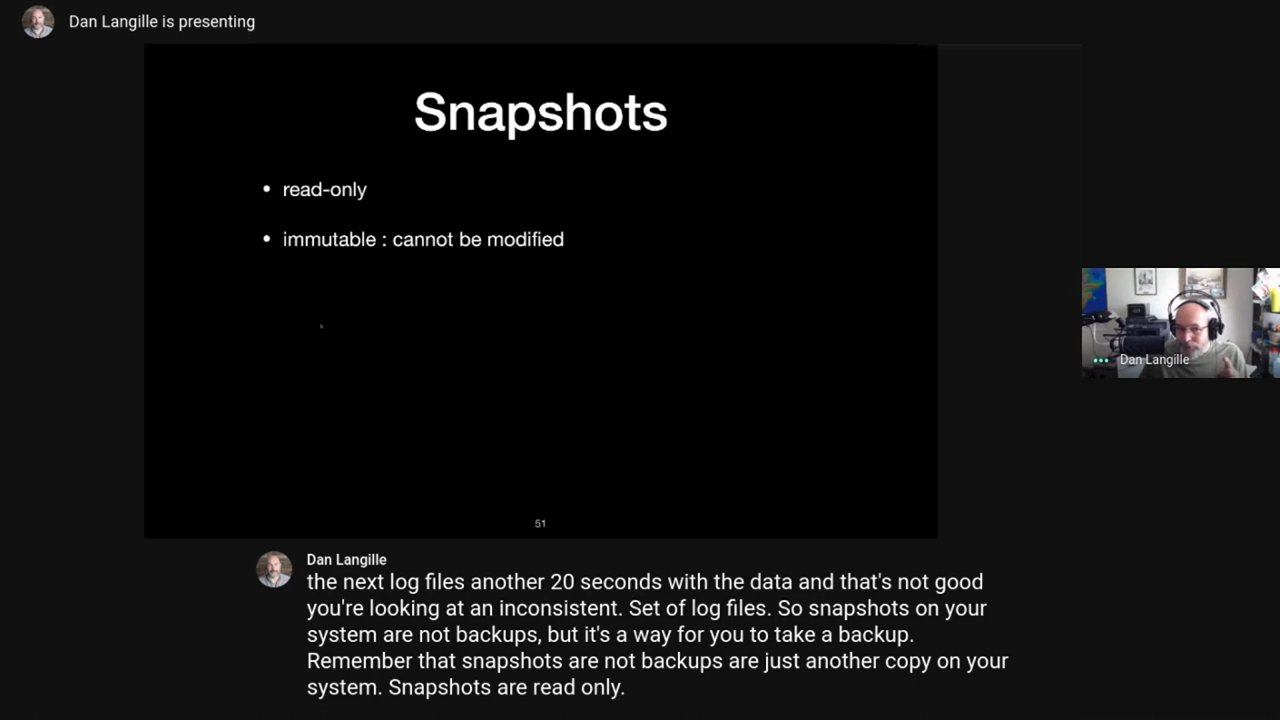 Dan Langille is presenting
Snapshots
• read-only
• immutable : cannot be modified
51
Dan Langille
Dan Langille
the next log files another 20 seconds with the data and that's not good
you're looking at an inconsistent. Set of log files. So snapshots on your
system are not backups, but it's a way for you to take a backup.
Remember that snapshots are not backups are just another copy on your
system. Snapshots are read only.